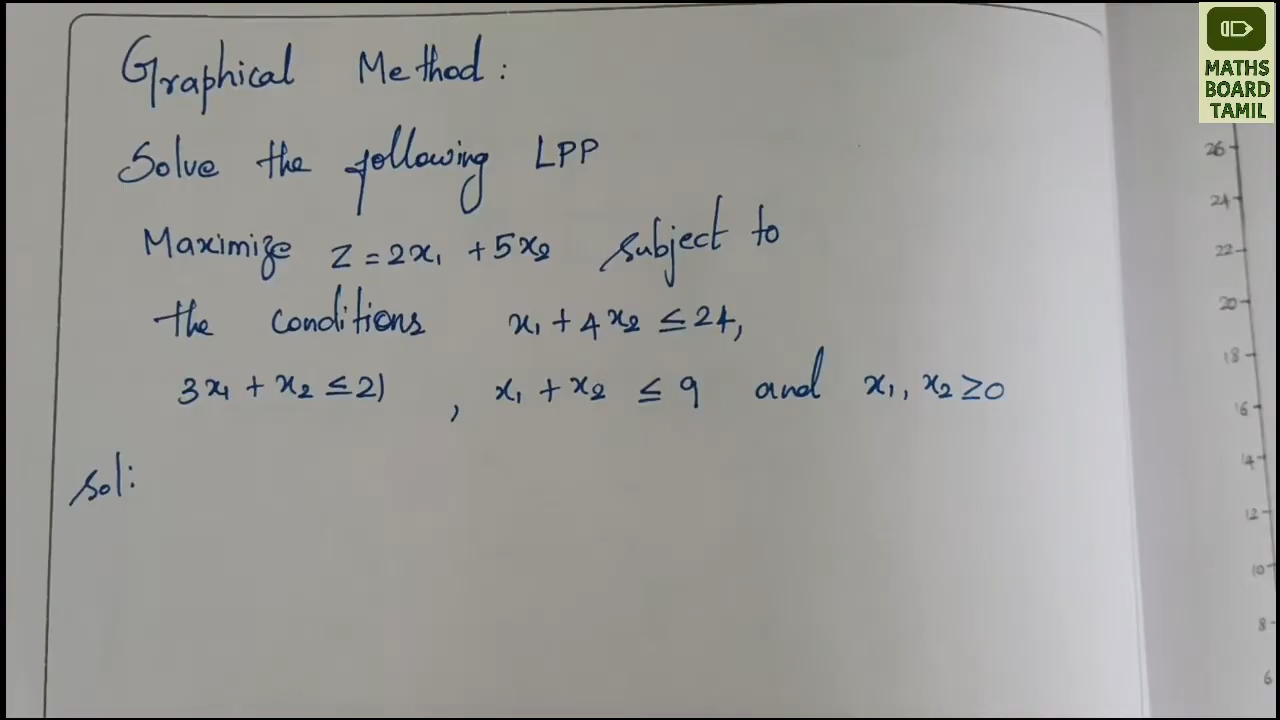 Graphical Method:
Solve the following LPP
Maximize z = 2x₁ + 5x₂ subject to
the conditions x₁ + 4x₂ ≤ 24,
3x₁ + x₂ ≤ 21, x₁ + x₂ ≤ 9 and x₁, x₂ ≥ 0
sol:
MATHS
BOARD
TAMIL
26
24
22
20
18
16
14
12
10
8
6